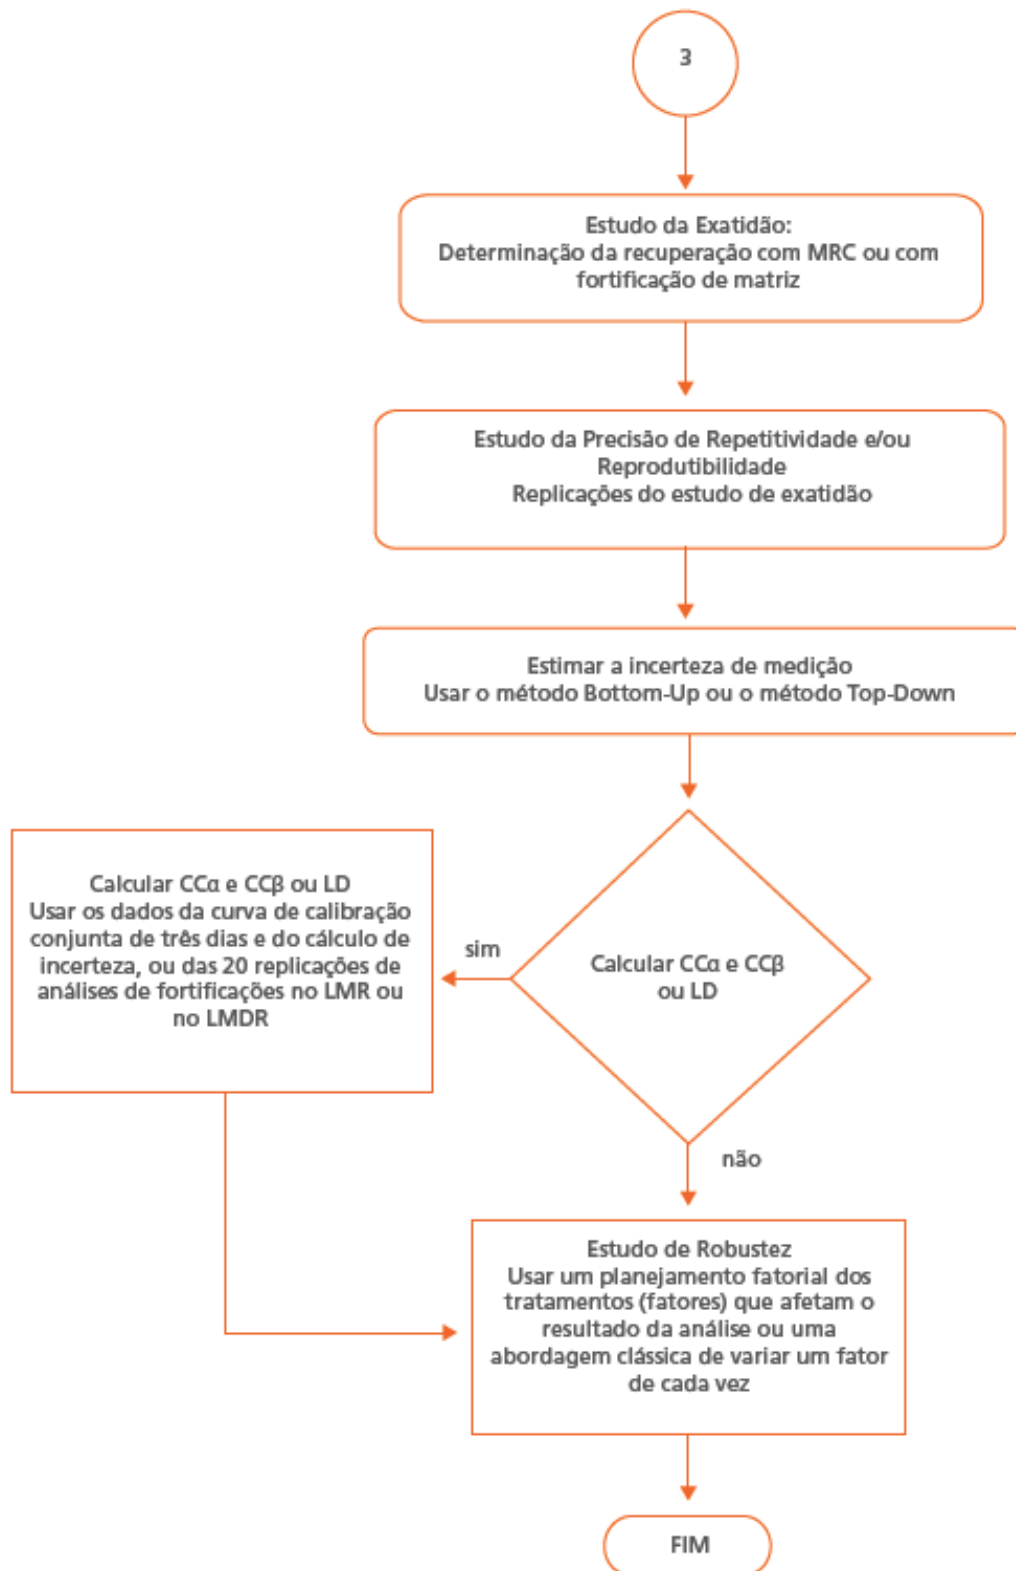 3
Estudo da Exatidão:
Determinação da recuperação com MRC ou com
fortificação de matriz
Estudo da Precisão de Repetitividade e/ou
Reprodutibilidade
Replicações do estudo de exatidão
Estimar a incerteza de medição
Usar o método Bottom-Up ou o método Top-Down
Calcular CCα e CCβ
ou LD
sim
Calcular CCα e CCβ ou LD
Usar os dados da curva de calibração
conjunta de três dias e do cálculo de
incerteza, ou das 20 replicações de
análises de fortificações no LMR ou
no LMDR
não
Estudo de Robustez
Usar um planejamento fatorial dos
tratamentos (fatores) que afetam o
resultado da análise ou uma
abordagem clássica de variar um fator
de cada vez
FIM